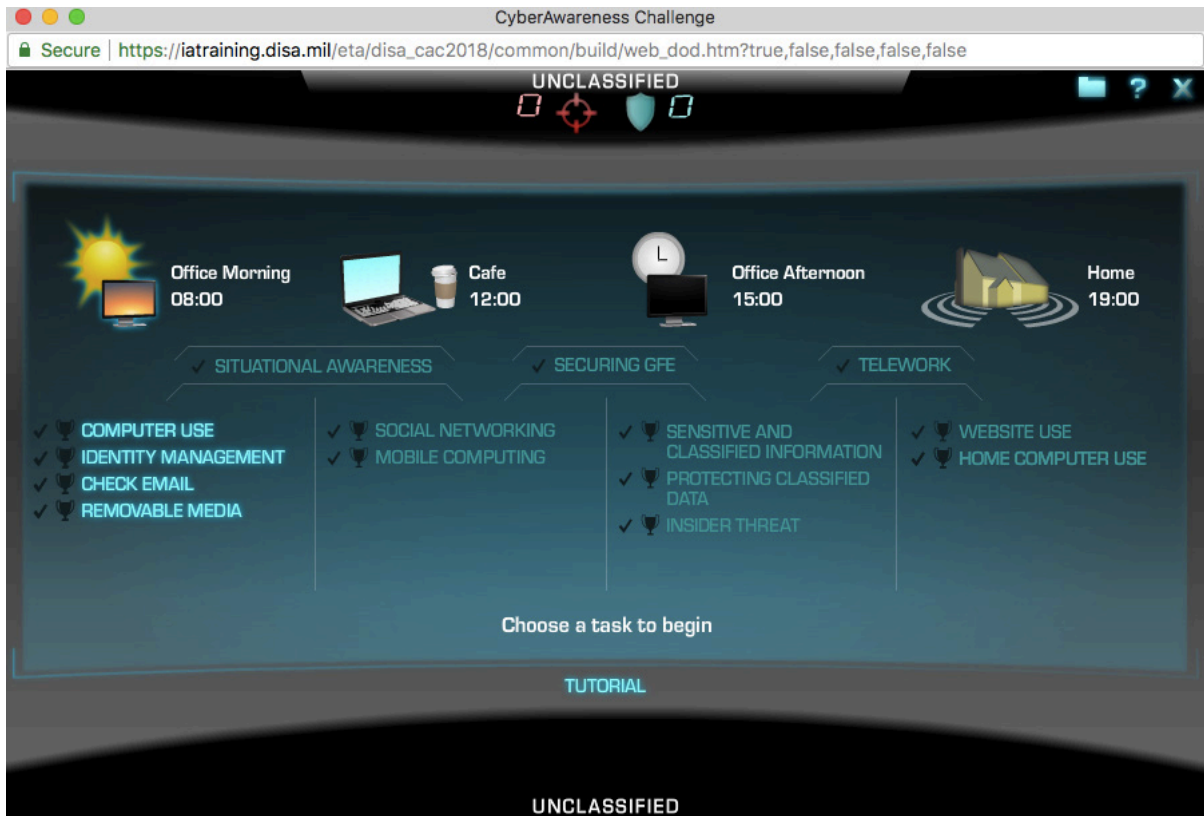 CyberAwareness Challenge
Secure | https://iatraining.disa.mil/eta/disa_cac2018/common/build/web_dod.htm?true,false,false,false,false
UNCLASSIFIED
0 0
?
X
Office Morning
08:00
Cafe
12:00
Office Afternoon
15:00
Home
19:00
SITUATIONAL AWARENESS
SECURING GFE
TELEWORK
COMPUTER USE
IDENTITY MANAGEMENT
CHECK EMAIL
REMOVABLE MEDIA
SOCIAL NETWORKING
MOBILE COMPUTING
SENSITIVE AND
CLASSIFIED INFORMATION
PROTECTING CLASSIFIED
DATA
INSIDER THREAT
WEBSITE USE
HOME COMPUTER USE
Choose a task to begin
TUTORIAL
UNCLASSIFIED